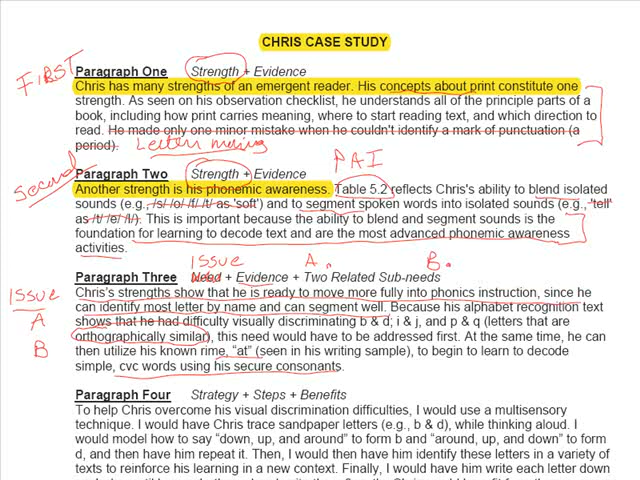 CHRIS CASE STUDY
FIRST
Paragraph One Strength + Evidence
Chris has many strengths of an emergent reader. His concepts about print constitute one
strength. As seen on his observation checklist, he understands all of the principle parts of a
book, including how print carries meaning, where to start reading text, and which direction to
read. He made only one minor mistake when he couldn't identify a mark of punctuation (a
period). Letters missing
PAI
Second
Paragraph Two Strength + Evidence
Another strength is his phonemic awareness. Table 5.2 reflects Chris's ability to blend isolated
sounds (e.g., /s/ /o/ /f/ /t/ as 'soft') and to segment spoken words into isolated sounds (e.g., "tell"
as /t/ /e/ /l/). This is important because the ability to blend and segment sounds is the
foundation for learning to decode text and are the most advanced phonemic awareness
activities.
ISSUE A. B.
Paragraph Three Need + Evidence + Two Related Sub-needs
ISSUE
A
B
Chris's strengths show that he is ready to move more fully into phonics instruction, since he
can identify most letter by name and can segment well. Because his alphabet recognition text
shows that he had difficulty visually discriminating b & d; i & j, and p & q (letters that are
orthographically similar), this need would have to be addressed first. At the same time, he can
then utilize his known rime, "at" (seen in his writing sample), to begin to learn to decode
simple, cvc words using his secure consonants.
Paragraph Four Strategy + Steps + Benefits
To help Chris overcome his visual discrimination difficulties, I would use a multisensory
technique. I would have Chris trace sandpaper letters (e.g., b & d), while thinking aloud. I
would model how to say "down, up, and around" to form b and "around, up, and down" to form
d, and then have him repeat it. Then, I would then have him identify these letters in a variety of
texts to reinforce his learning in a new context. Finally, I would have him write each letter down